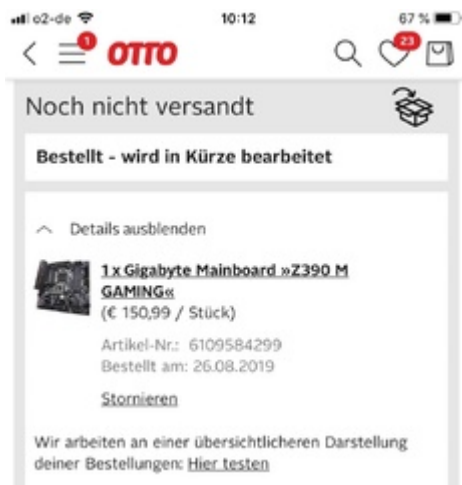 o2-de 10:12 67 %
1 OTTO 23
Noch nicht versandt
Bestellt - wird in Kürze bearbeitet
Details ausblenden
1 x Gigabyte Mainboard »Z390 M
GAMING«
(€ 150,99 / Stück)
Artikel-Nr.: 6109584299
Bestellt am: 26.08.2019
Stornieren
Wir arbeiten an einer übersichtlicheren Darstellung
deiner Bestellungen: Hier testen